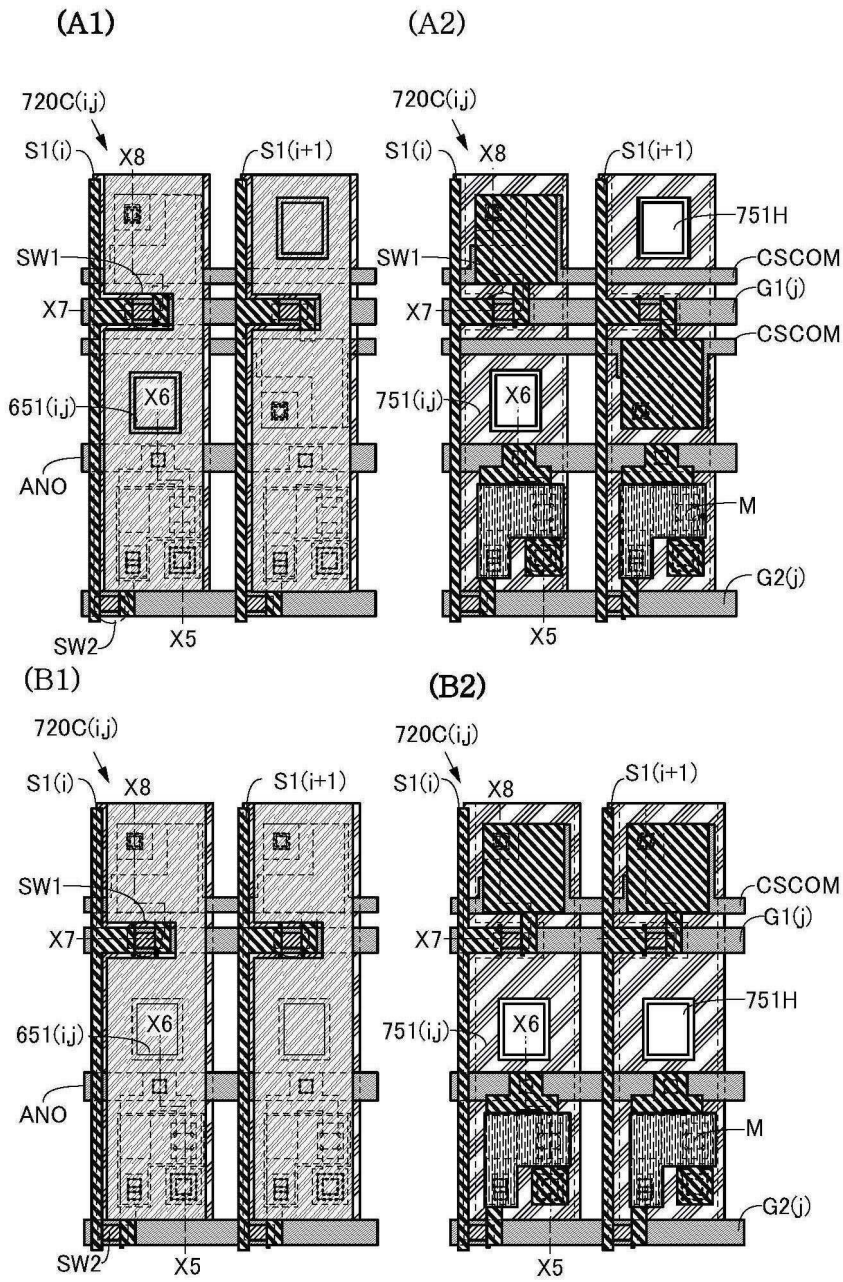 (A1)
(A2)
720C(i,j)
S1(i)
X8
S1(i+1)
SW1
X7
651(i,j)
X6
ANO
SW2
X5
720C(i,j)
S1(i)
X8
S1(i+1)
751H
SW1
CSCOM
X7
G1(j)
CSCOM
751(i,j)
X6
M
G2(j)
X5
(B1)
(B2)
720C(i,j)
S1(i)
X8
S1(i+1)
SW1
X7
651(i,j)
X6
ANO
SW2
X5
720C(i,j)
S1(i)
X8
S1(i+1)
CSCOM
X7
G1(j)
751H
751(i,j)
X6
M
G2(j)
X5